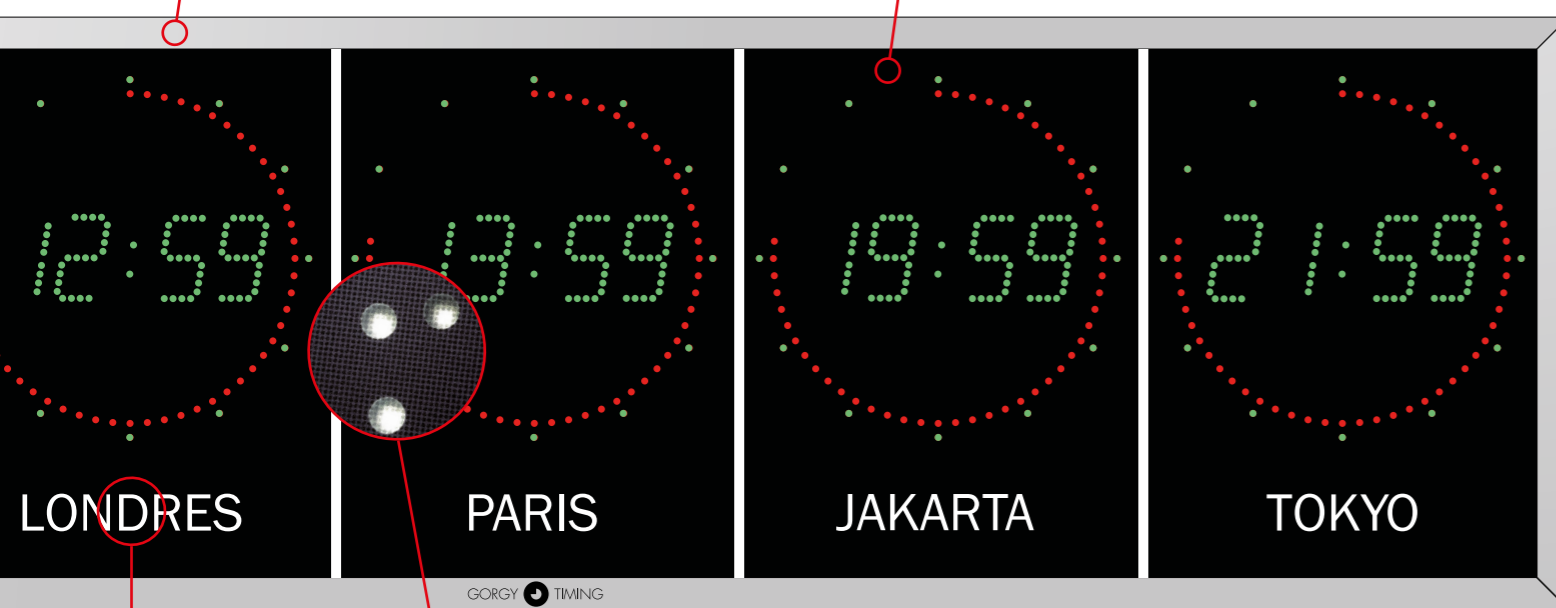 12:59
13:59
19:59
21:59
LONDRES
PARIS
JAKARTA
TOKYO
GORGY TIMING